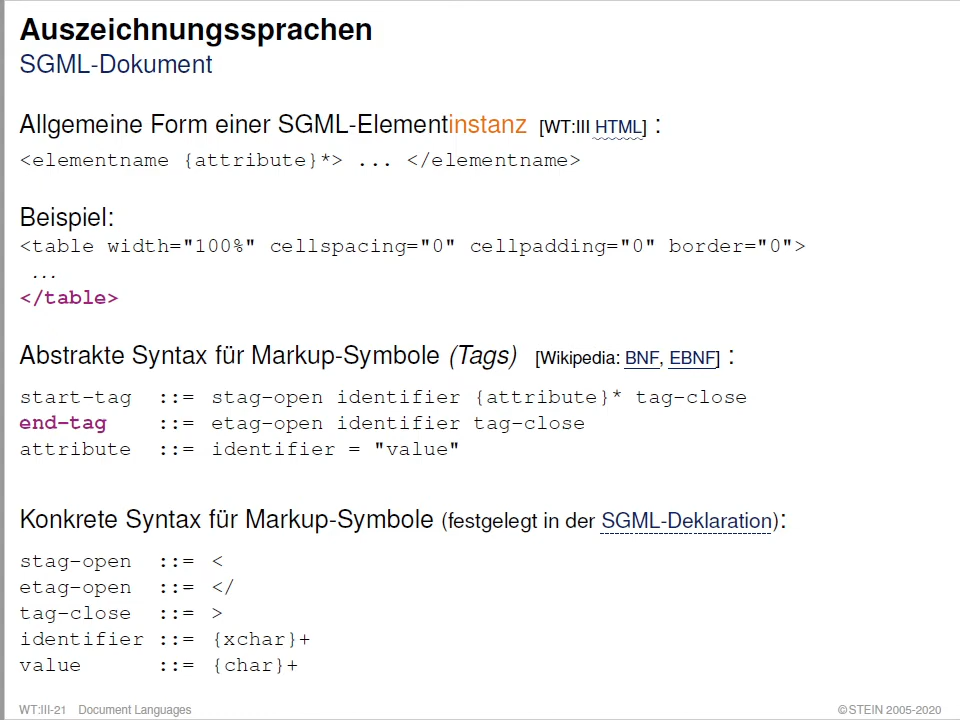 Auszeichnungssprachen
SGML-Dokument
Allgemeine Form einer SGML-Elementinstanz [WT:III HTML] :
<elementname {attribute}*> ... </elementname>
Beispiel:
<table width="100%" cellspacing="0" cellpadding="0" border="0">
...
</table>
Abstrakte Syntax für Markup-Symbole (Tags) [Wikipedia: BNF, EBNF] :
start-tag ::= stag-open identifier {attribute}* tag-close
end-tag ::= etag-open identifier tag-close
attribute ::= identifier = "value"
Konkrete Syntax für Markup-Symbole (festgelegt in der SGML-Deklaration):
stag-open ::= <
etag-open ::= </
tag-close ::= >
identifier ::= {xchar}+
value ::= {char}+
WT:III-21 Document Languages ©STEIN 2005-2020